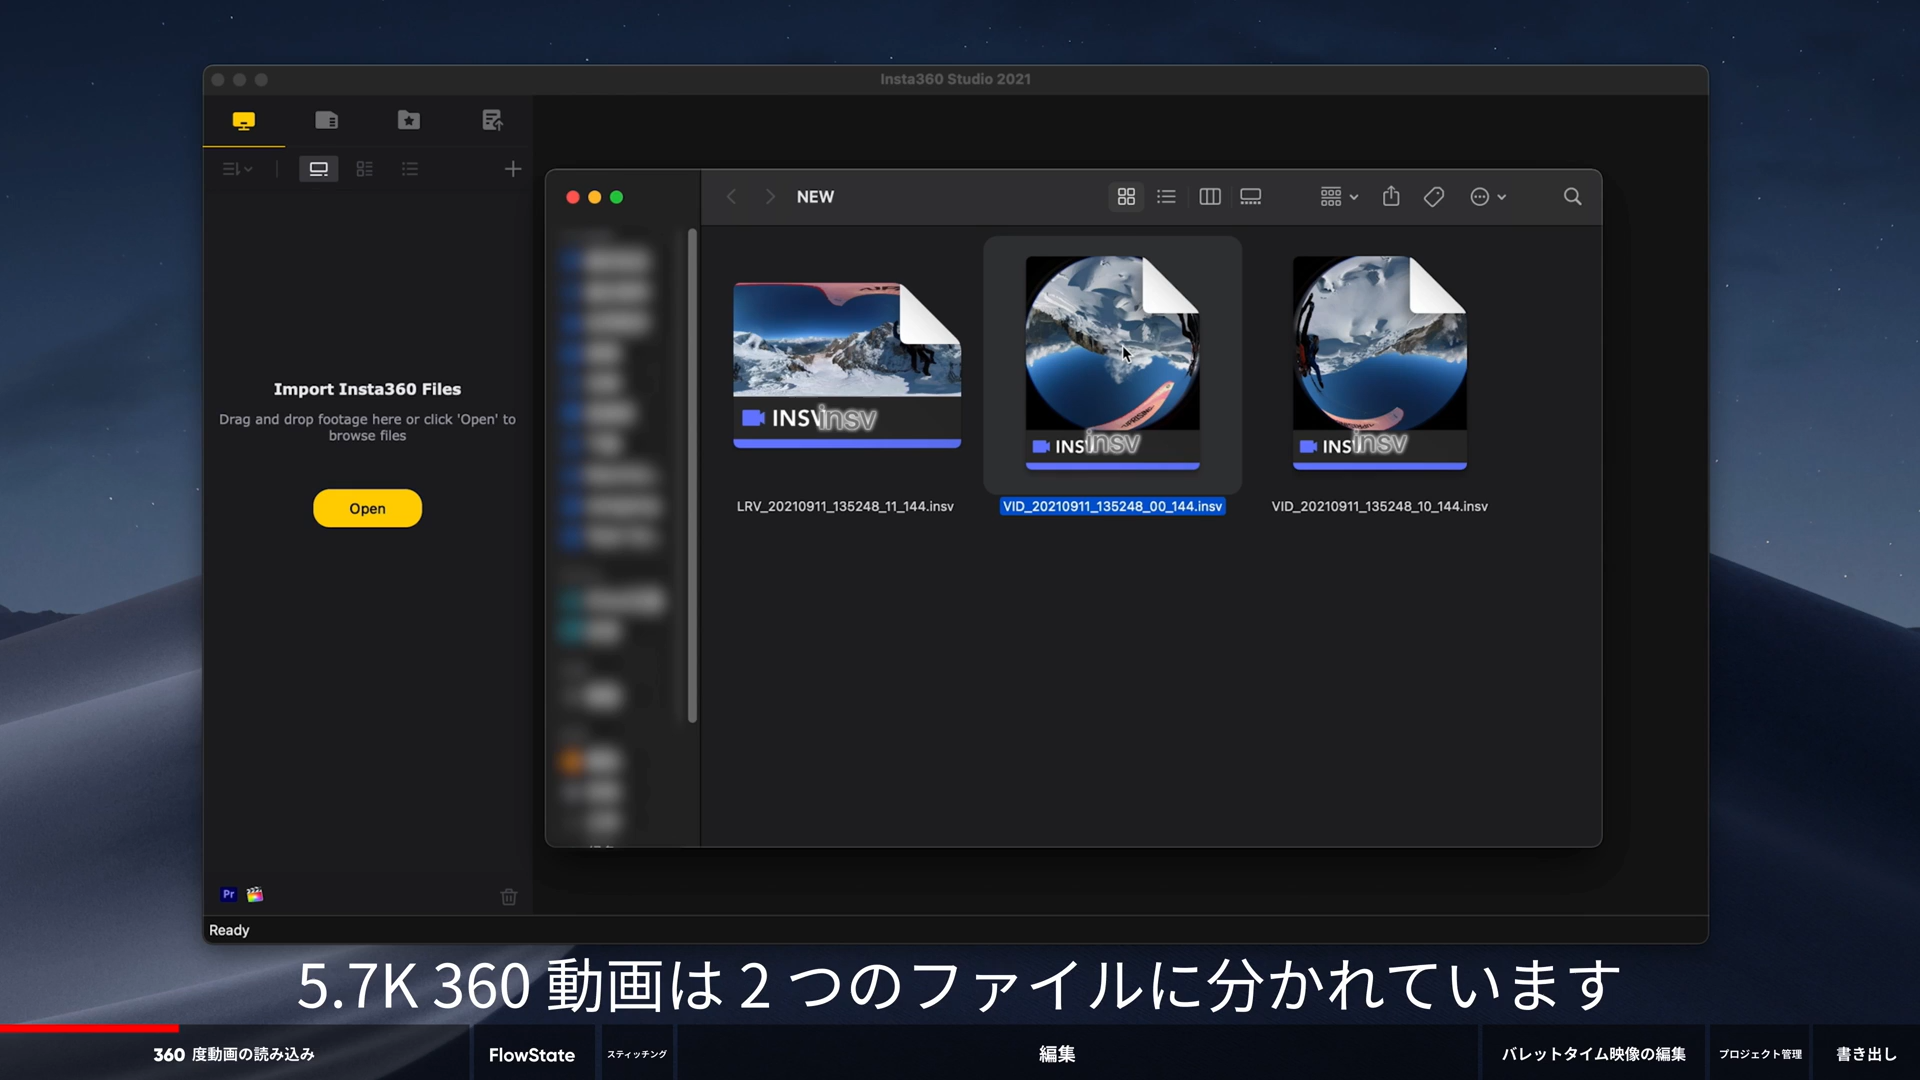 Insta360 Studio 2021
NEW
Import Insta360 Files
Drag and drop footage here or click 'Open' to
browse files
Open
INSV insv
INSV insv
INSV insv
LRV_20210911_135248_11_144.insv
VID_20210911_135248_00_144.insv
VID_20210911_135248_10_144.insv
Pr
Ready
5.7K 360 動画は 2 つのファイルに分かれています
360 度動画の読み込み
FlowState
スティッチング
編集
バレットタイム映像の編集
プロジェクト管理
書き出し